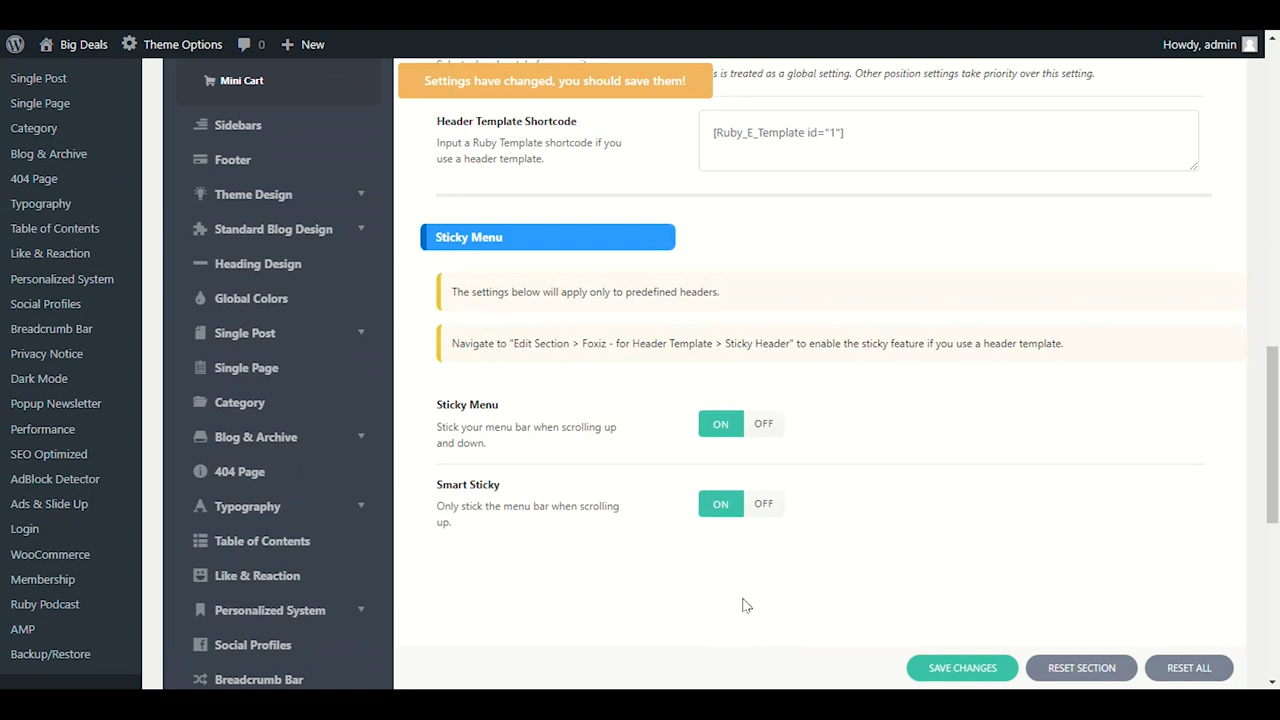 Big Deals
Theme Options
0
New
Howdy, admin
Single Post
Single Page
Category
Blog & Archive
404 Page
Typography
Table of Contents
Like & Reaction
Personalized System
Social Profiles
Breadcrumb Bar
Privacy Notice
Dark Mode
Popup Newsletter
Performance
SEO Optimized
AdBlock Detector
Ads & Slide Up
Login
WooCommerce
Membership
Ruby Podcast
AMP
Backup/Restore
Mini Cart
Sidebars
Footer
Theme Design
Standard Blog Design
Heading Design
Global Colors
Single Post
Single Page
Category
Blog & Archive
404 Page
Typography
Table of Contents
Like & Reaction
Personalized System
Social Profiles
Breadcrumb Bar
Settings have changed, you should save them!
s is treated as a global setting. Other position settings take priority over this setting.
Header Template Shortcode
Input a Ruby Template shortcode if you
use a header template.
[Ruby_E_Template id="1"]
Sticky Menu
The settings below will apply only to predefined headers.
Navigate to "Edit Section > Foxiz - for Header Template > Sticky Header" to enable the sticky feature if you use a header template.
Sticky Menu
Stick your menu bar when scrolling up
and down.
ON OFF
Smart Sticky
Only stick the menu bar when scrolling
up.
ON OFF
SAVE CHANGES
RESET SECTION
RESET ALL